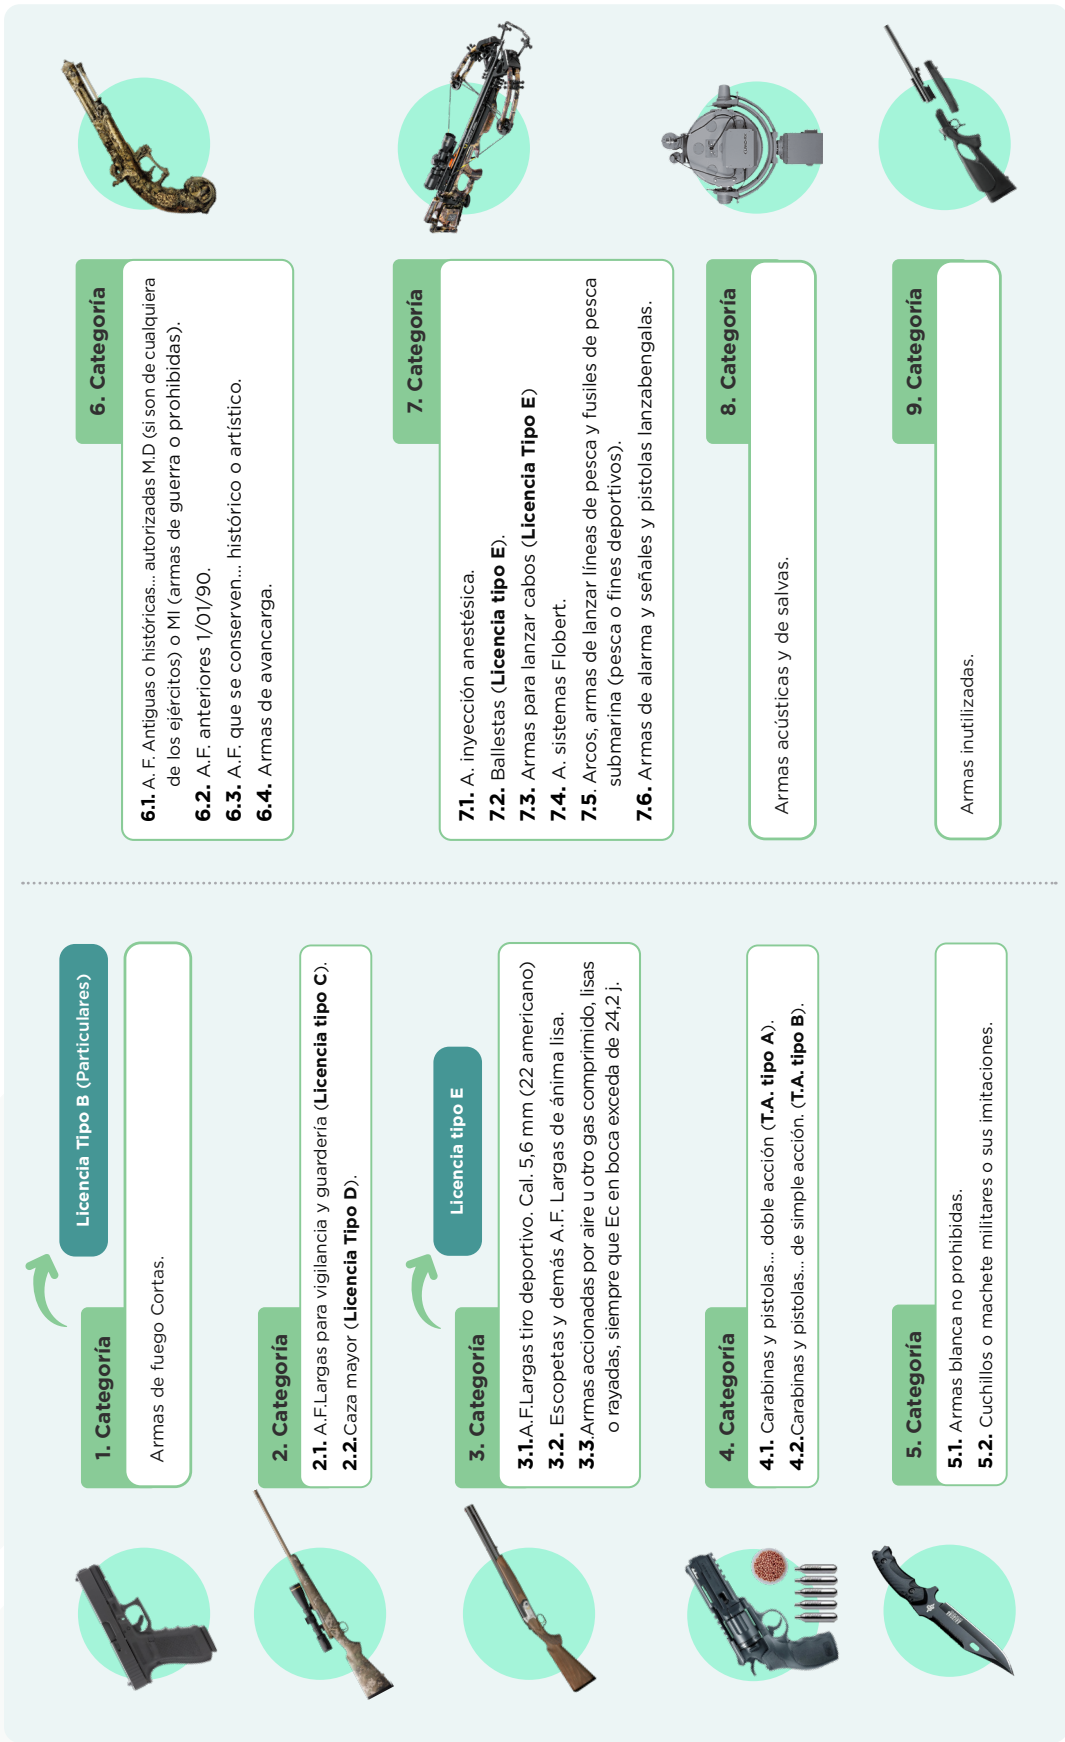 Licencia Tipo B (Particulares)
1. Categoría
Armas de fuego Cortas.
2. Categoría
2.1. A.F.Largas para vigilancia y guardería (Licencia tipo C).
2.2.Caza mayor (Licencia Tipo D).
Licencia tipo E
3. Categoría
3.1.A.F.Largas tiro deportivo. Cal. 5,6 mm (22 americano)
3.2. Escopetas y demás A.F. Largas de ánima lisa.
3.3.Armas accionadas por aire u otro gas comprimido, lisas
o rayadas, siempre que Ec en boca exceda de 24,2 j.
4. Categoría
4.1. Carabinas y pistolas... doble acción (T.A. tipo A).
4.2.Carabinas y pistolas... de simple acción. (T.A. tipo B).
5. Categoría
5.1. Armas blanca no prohibidas.
5.2. Cuchillos o machete militares o sus imitaciones.
6. Categoría
6.1. A. F. Antiguas o históricas... autorizadas M.D (si son de cualquiera
de los ejércitos) o MI (armas de guerra o prohibidas).
6.2. A.F. anteriores 1/01/90.
6.3. A.F. que se conserven... histórico o artístico.
6.4. Armas de avancarga.
7. Categoría
7.1. A. inyección anestésica.
7.2. Ballestas (Licencia tipo E).
7.3. Armas para lanzar cabos (Licencia Tipo E)
7.4. A. sistemas Flobert.
7.5. Arcos, armas de lanzar líneas de pesca y fusiles de pesca
submarina (pesca o fines deportivos).
7.6. Armas de alarma y señales y pistolas lanzabengalas.
8. Categoría
Armas acústicas y de salvas.
9. Categoría
Armas inutilizadas.